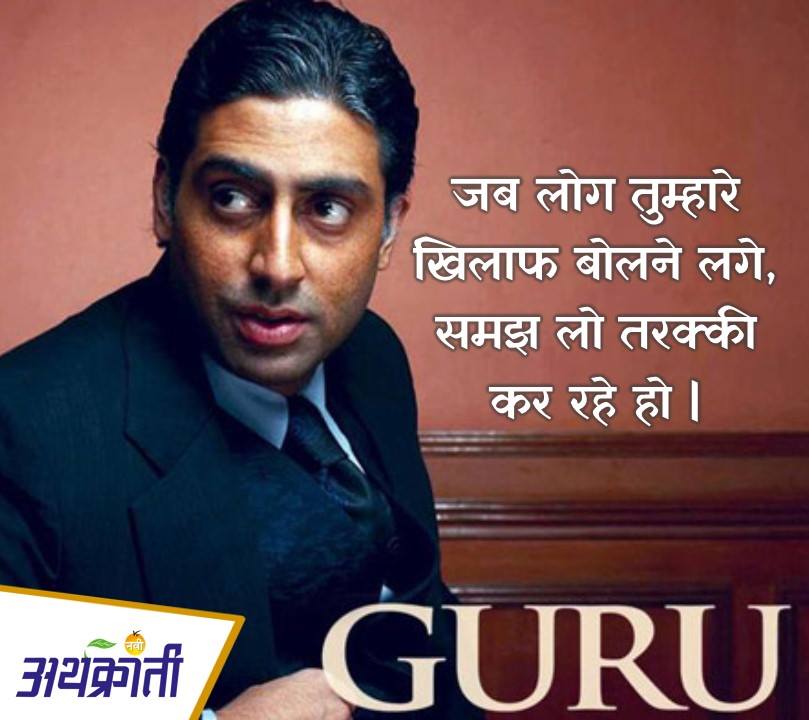 जब लोग तुम्हारे
खिलाफ बोलने लगे,
समझ लो तरक्की
कर रहे हो।
GURU
नवी
अर्थक्रांती